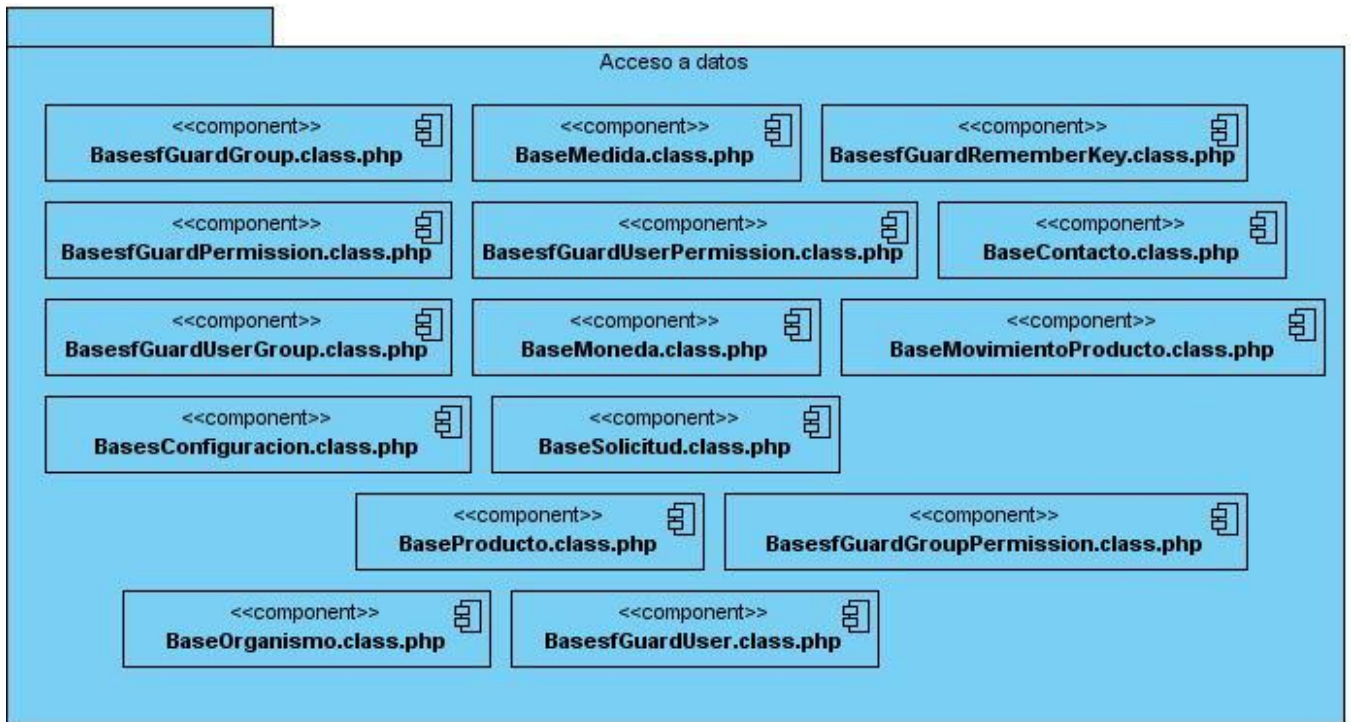 Acceso a datos
<<component>>
BasesfGuardGroup.class.php
<<component>>
BaseMedida.class.php
<<component>>
BasesfGuardRememberKey.class.php
<<component>>
BasesfGuardPermission.class.php
<<component>>
BasesfGuardUserPermission.class.php
<<component>>
BaseContacto.class.php
<<component>>
BasesfGuardUserGroup.class.php
<<component>>
BaseMoneda.class.php
<<component>>
BaseMovimientoProducto.class.php
<<component>>
BasesConfiguracion.class.php
<<component>>
BaseSolicitud.class.php
<<component>>
BaseProducto.class.php
<<component>>
BasesfGuardGroupPermission.class.php
<<component>>
BaseOrganismo.class.php
<<component>>
BasesfGuardUser.class.php